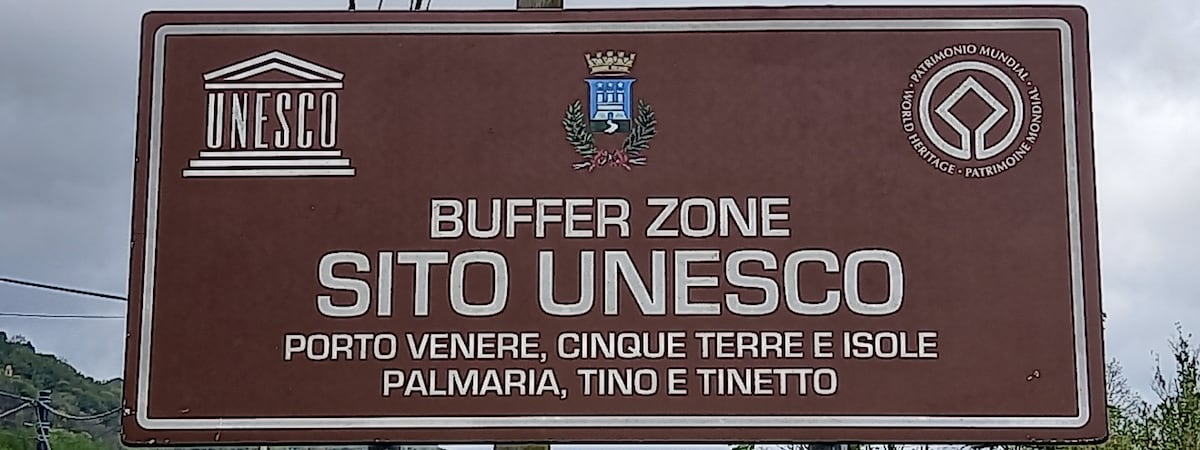 UNESCO
PATRIMONIO MUNDIAL · WORLD HERITAGE · PATRIMOINE MONDIAL ·
BUFFER ZONE
SITO UNESCO
PORTO VENERE, CINQUE TERRE E ISOLE
PALMARIA, TINO E TINETTO